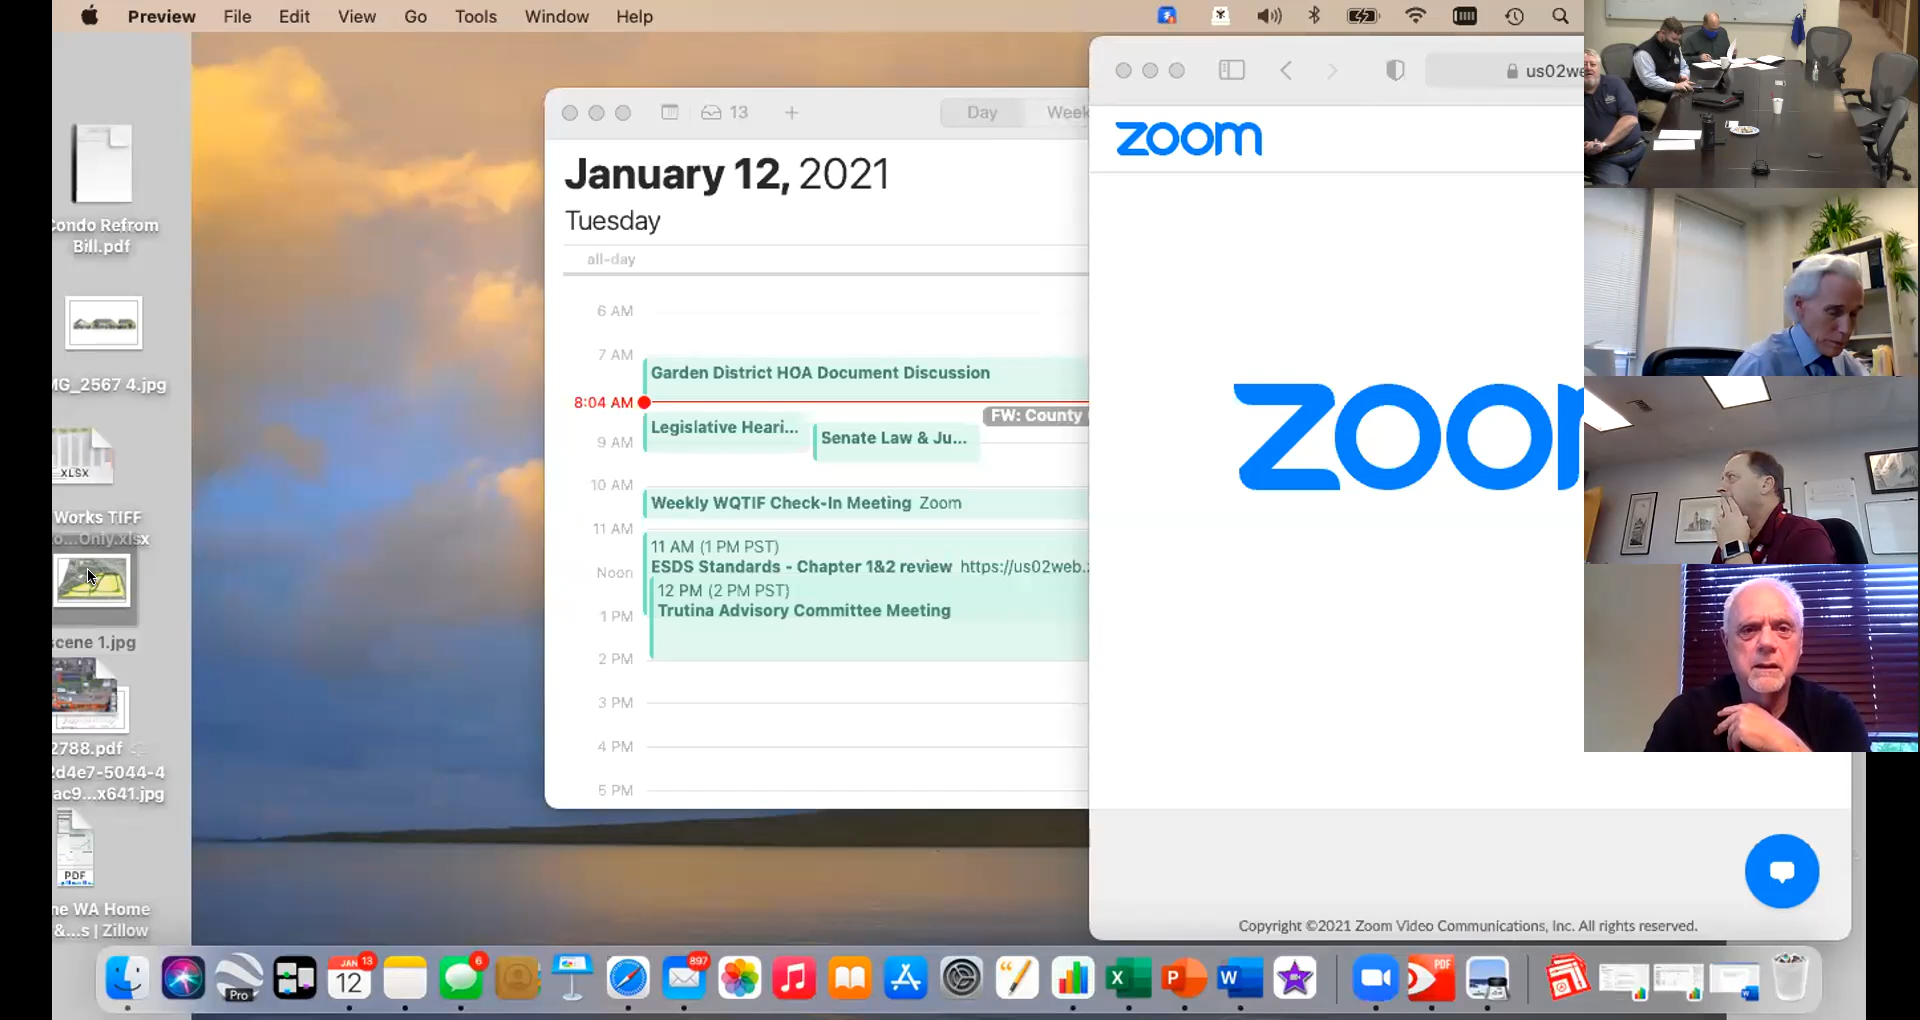 Preview File Edit View Go Tools Window Help
ondo Refrom
Bill.pdf
MG_2567 4.jpg
XLSX
Works TIFF
o...Only.xlsx
scene 1.jpg
2788.pdf
2d4e7-5044-4
ac9...x641.jpg
PDF
ne WA Home
&...s | Zillow
13
Day Week
January 12, 2021
Tuesday
all-day
6 AM
7 AM
Garden District HOA Document Discussion
8:04 AM
FW: County
Legislative Heari...
Senate Law & Ju...
9 AM
10 AM
Weekly WQTIF Check-In Meeting Zoom
11 AM
11 AM (1 PM PST)
ESDS Standards - Chapter 1&2 review https://us02web.
Noon
12 PM (2 PM PST)
Trutina Advisory Committee Meeting
1 PM
2 PM
3 PM
4 PM
5 PM
us02we
zoom
zoom
Copyright ©2021 Zoom Video Communications, Inc. All rights reserved.
Pro
JAN 13
12
6
897
X
P
W
PDF